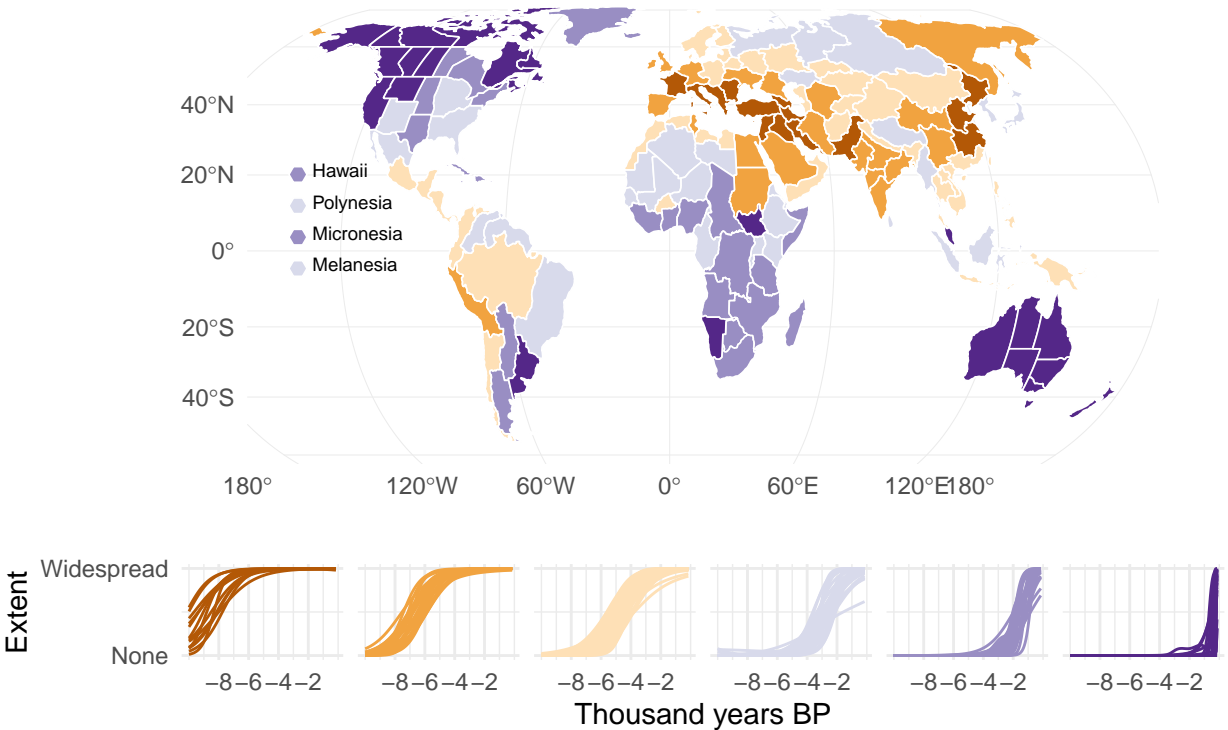 40°N
20°N
0°
20°S
40°S
Hawaii
Polynesia
Micronesia
Melanesia
180° 120°W 60°W 0° 60°E 120°E 180°
Extent
Widespread
None
−8 −6 −4 −2 −8 −6 −4 −2 −8 −6 −4 −2 −8 −6 −4 −2 −8 −6 −4 −2 −8 −6 −4 −2
Thousand years BP